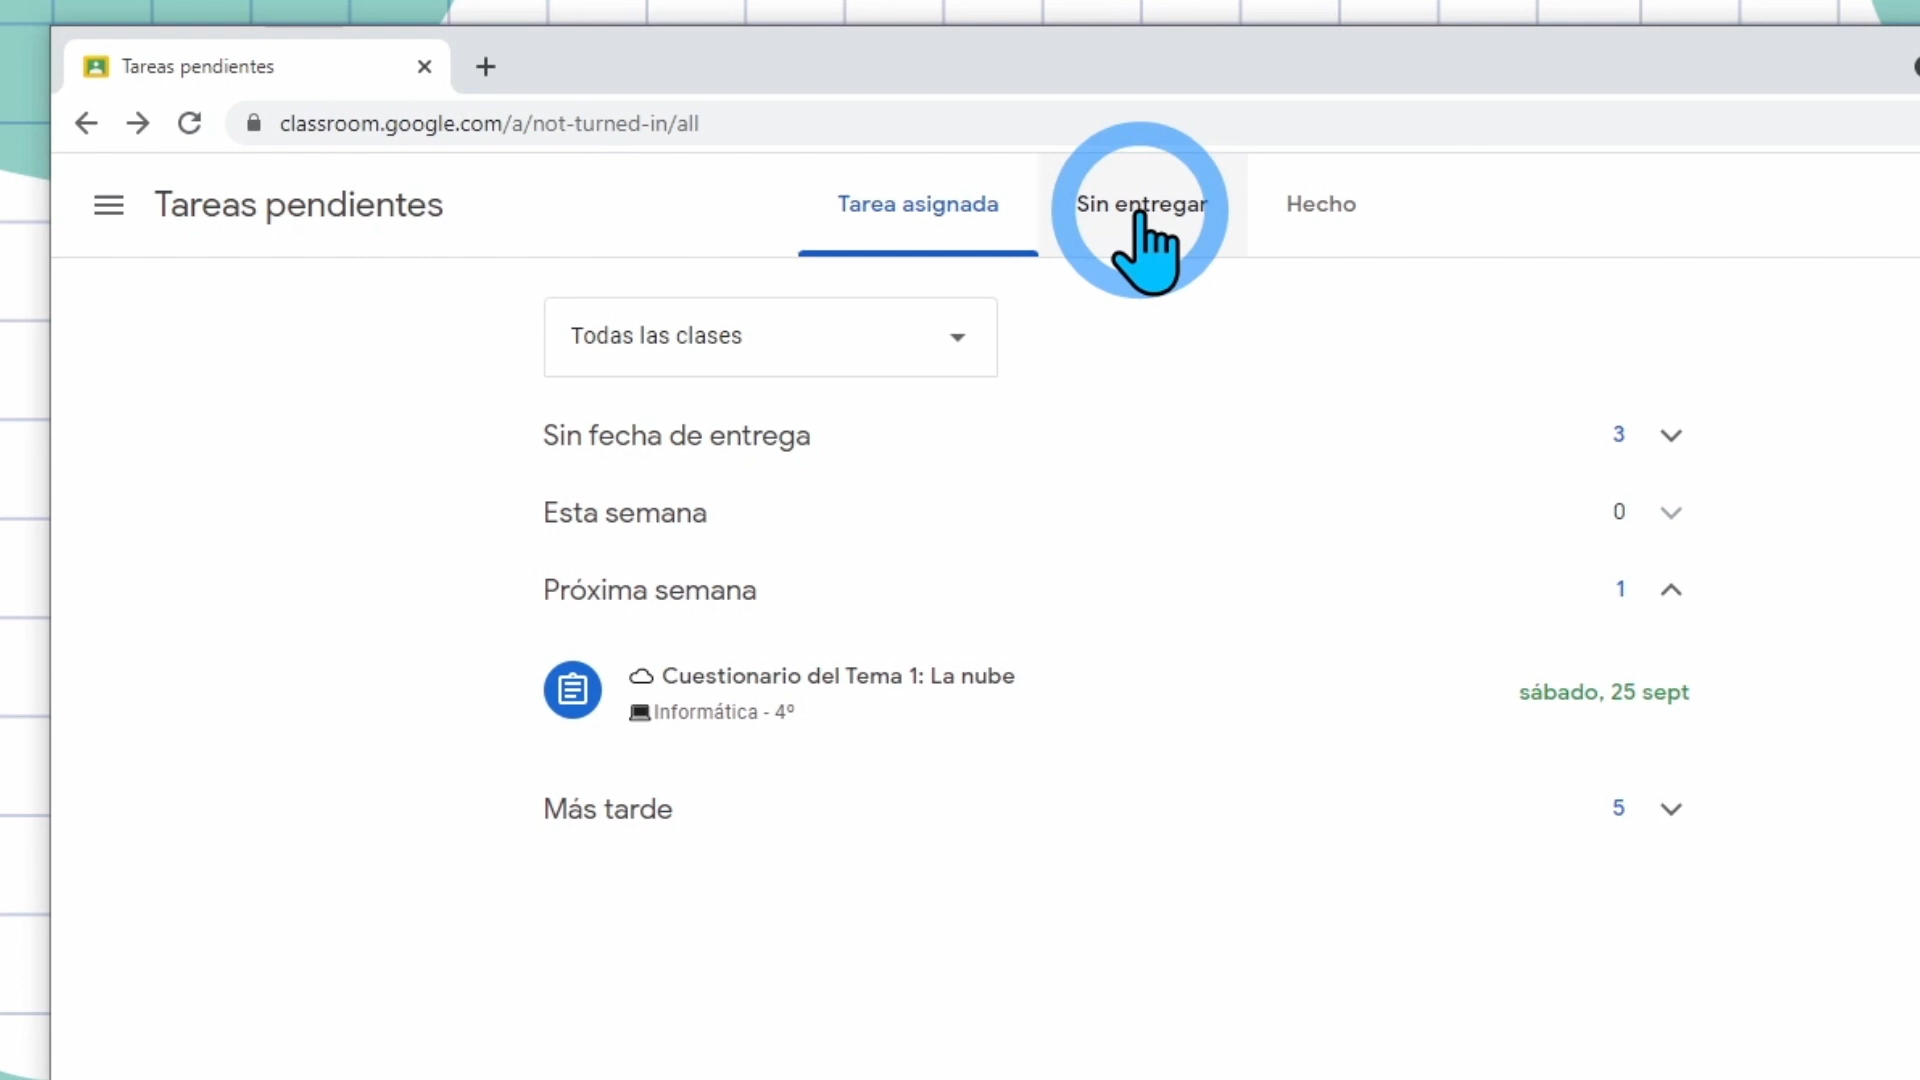 Tareas pendientes
classroom.google.com/a/not-turned-in/all
Tareas pendientes
Tarea asignada
Sin entregar
Hecho
Todas las clases
Sin fecha de entrega 3
Esta semana 0
Próxima semana 1
Cuestionario del Tema 1: La nube
Informática - 4º
sábado, 25 sept
Más tarde 5